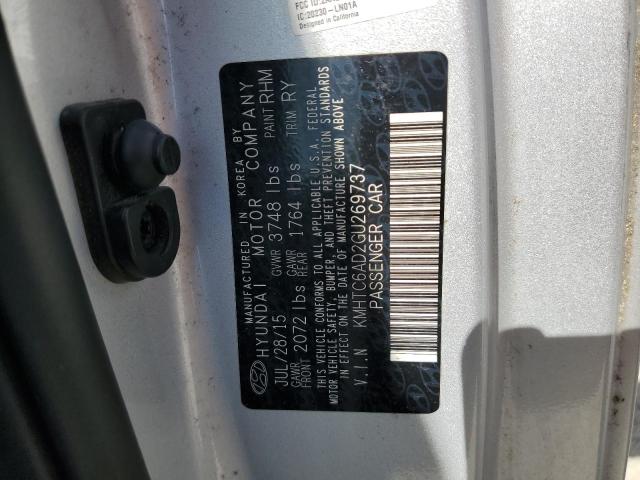 FCC ID:
IC:20230-LN01A
Designed in California
MANUFACTURED IN KOREA BY
HYUNDAI MOTOR COMPANY
JUL/28/15 GVWR 3748 lbs PAINT RHM
GAWR FRONT 2072 lbs GAWR REAR 1764 lbs TRIM RY
THIS VEHICLE CONFORMS TO ALL APPLICABLE U.S.A. FEDERAL
MOTOR VEHICLE SAFETY, BUMPER, AND THEFT PREVENTION STANDARDS
IN EFFECT ON THE DATE OF MANUFACTURE SHOWN ABOVE
V.I.N KMHTC6AD2GU269737
PASSENGER CAR